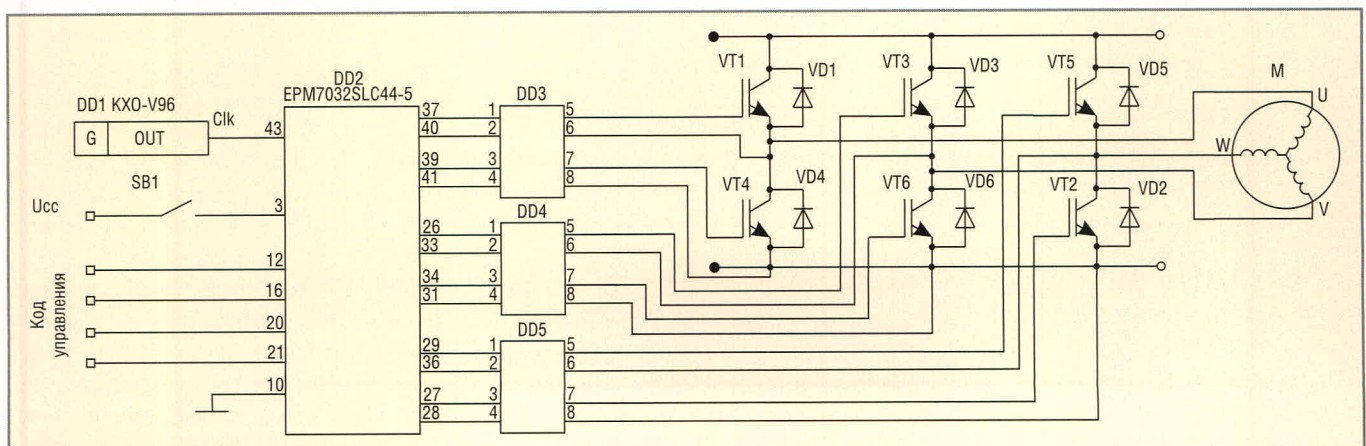 DD1 KXO-V96
G
OUT
Clk
SB1
Ucc
Код
управления
DD2
EPM7032SLC44-5
43
3
12
16
20
21
10
37
40
39
41
26
33
34
31
29
36
27
28
DD3
1
2
3
4
5
6
7
8
DD4
1
2
3
4
5
6
7
8
DD5
1
2
3
4
5
6
7
8
VT1
VD1
VT3
VD3
VT5
VD5
VT4
VD4
VT6
VD6
VT2
VD2
M
U
W
V